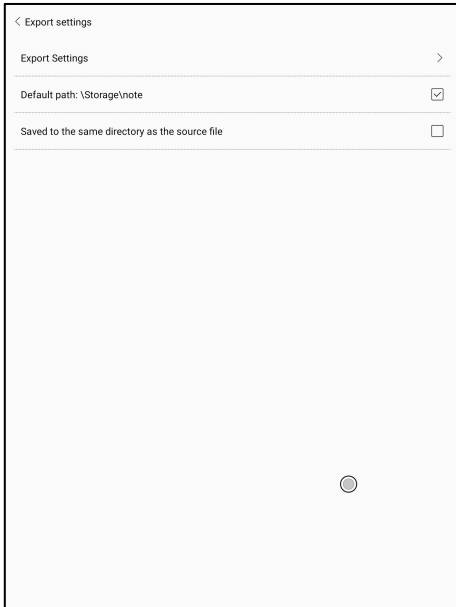 Export settings
Export Settings
Default path: \Storage\note
Saved to the same directory as the source file